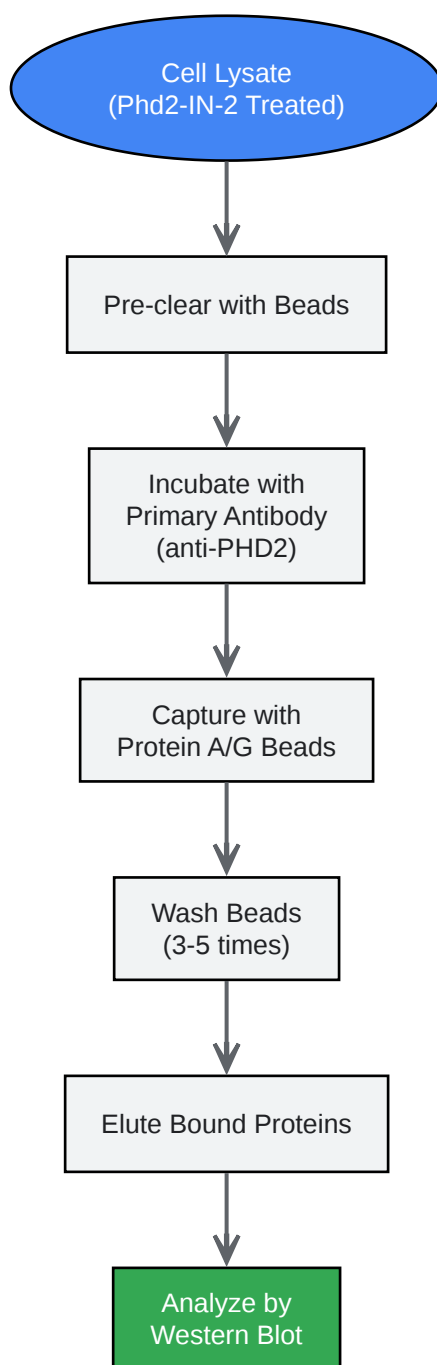 Cell Lysate
(Phd2-IN-2 Treated)
Pre-clear with Beads
Incubate with
Primary Antibody
(anti-PHD2)
Capture with
Protein A/G Beads
Wash Beads
(3-5 times)
Elute Bound Proteins
Analyze by
Western Blot